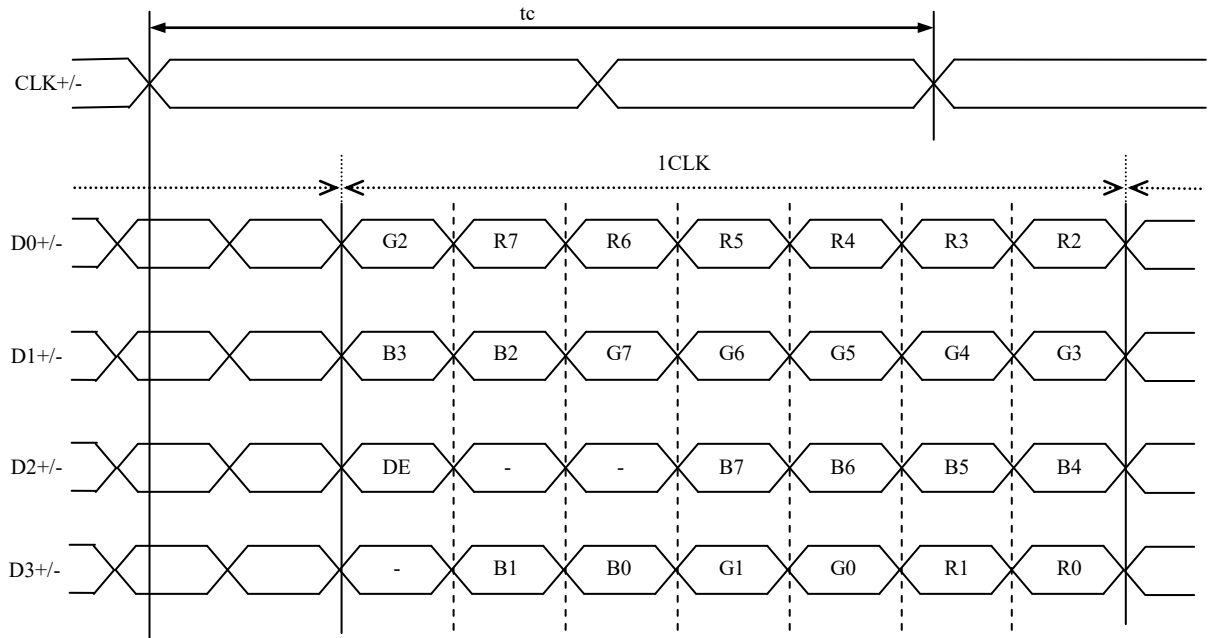 tc
CLK+/-
1CLK
D0+/- G2 R7 R6 R5 R4 R3 R2
D1+/- B3 B2 G7 G6 G5 G4 G3
D2+/- DE - - B7 B6 B5 B4
D3+/- - B1 B0 G1 G0 R1 R0